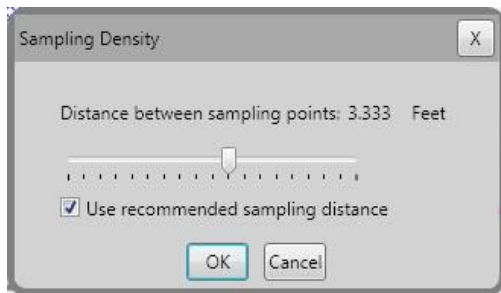 Sampling Density X
Distance between sampling points: 3.333 Feet
Use recommended sampling distance
OK Cancel